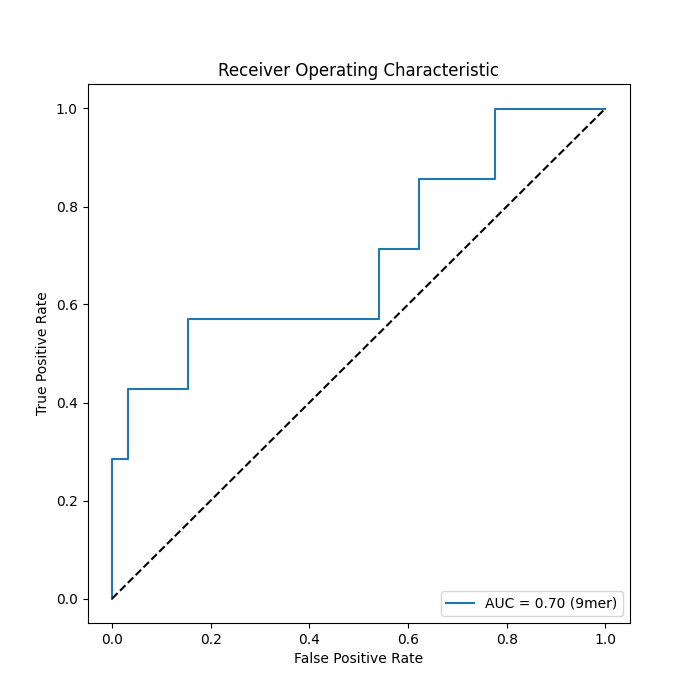 Receiver Operating Characteristic
1.0
0.8
0.6
0.4
0.2
0.0
True Positive Rate
0.0 0.2 0.4 0.6 0.8 1.0
False Positive Rate
AUC = 0.70 (9mer)